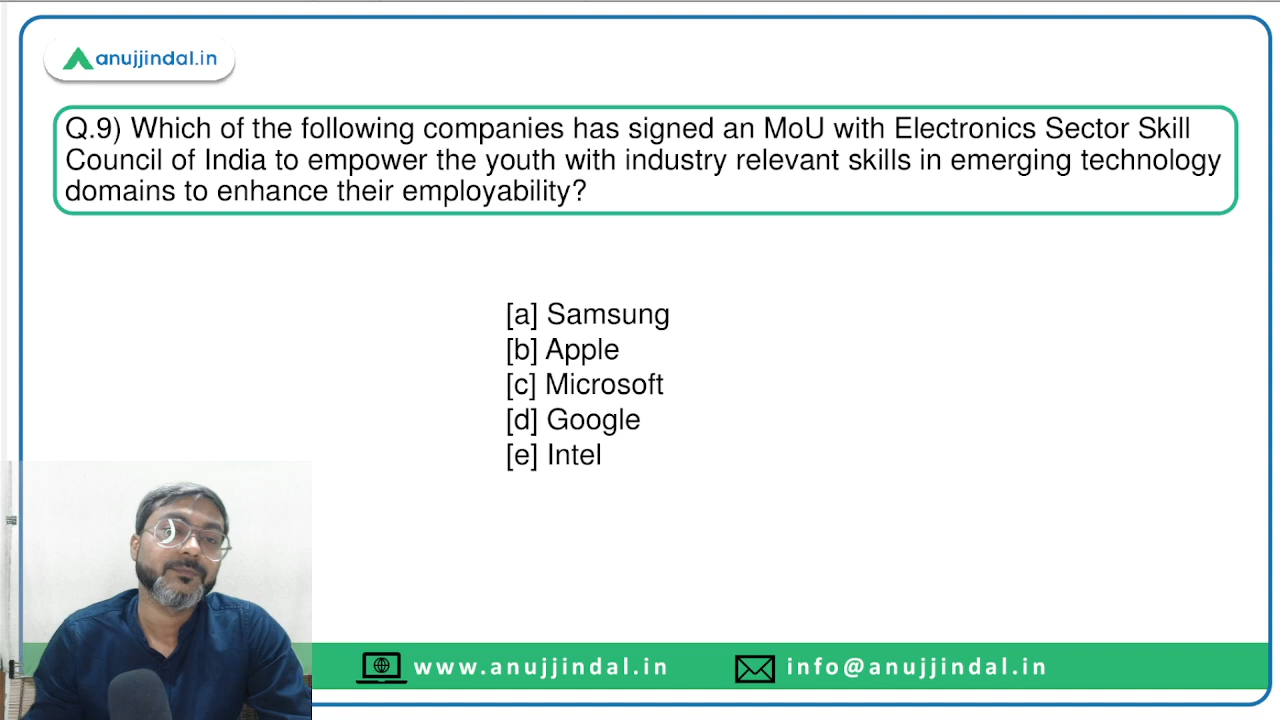 anujjindal.in
Q.9) Which of the following companies has signed an MoU with Electronics Sector Skill
Council of India to empower the youth with industry relevant skills in emerging technology
domains to enhance their employability?
[a] Samsung
[b] Apple
[c] Microsoft
[d] Google
[e] Intel
www.anujjindal.in
info@anujjindal.in